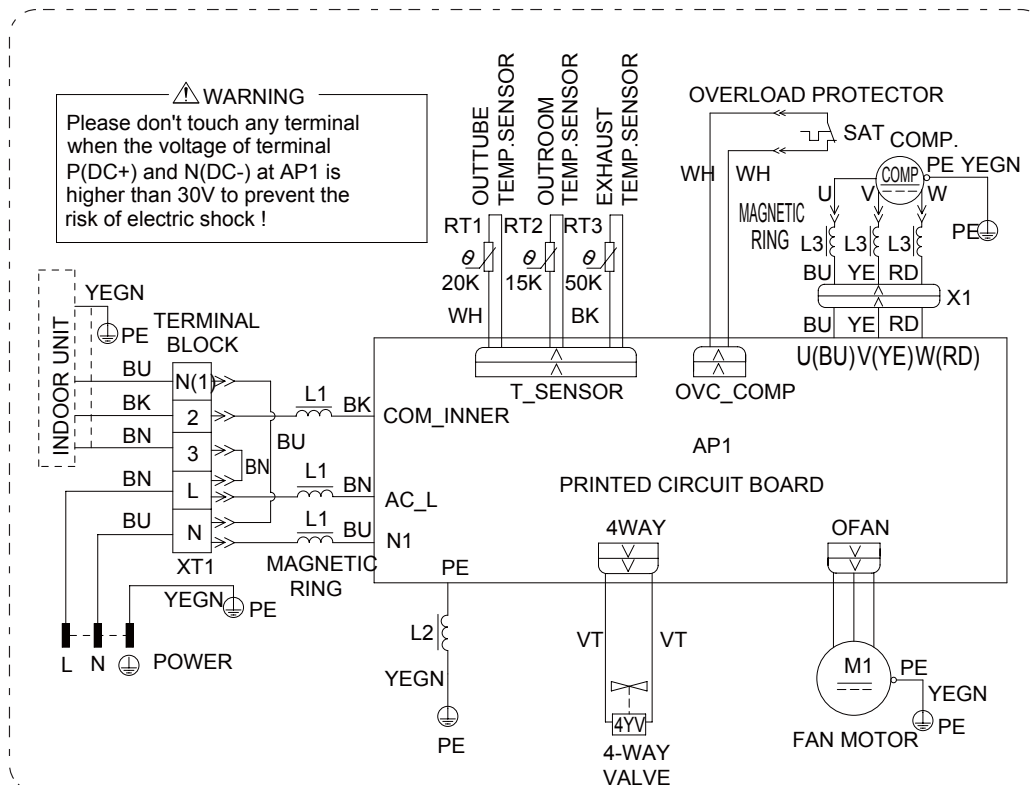 WARNING
Please don't touch any terminal
when the voltage of terminal
P(DC+) and N(DC-) at AP1 is
higher than 30V to prevent the
risk of electric shock !
OUTTUBE
TEMP.SENSOR
OUTROOM
TEMP.SENSOR
EXHAUST
TEMP.SENSOR
RT1 RT2 RT3
θ θ θ
20K 15K 50K
WH BK
T_SENSOR
OVERLOAD PROTECTOR
SAT
WH WH
OVC_COMP
COMP.
COMP
PE YEGN
PE
U V W
MAGNETIC
RING
L3 L3 L3
BU YE RD
X1
BU YE RD
U(BU)V(YE)W(RD)
INDOOR UNIT
YEGN
PE
TERMINAL
BLOCK
BU N(1)
BK 2
BN 3
BN L
BU N
XT1
BU
BN
L1 BK COM_INNER
L1 BN AC_L
L1 BU N1
MAGNETIC
RING
YEGN PE
L N POWER
AP1
PRINTED CIRCUIT BOARD
PE
L2
YEGN
PE
4WAY
VT VT
4YV
4-WAY
VALVE
OFAN
M1
PE
YEGN
PE
FAN MOTOR